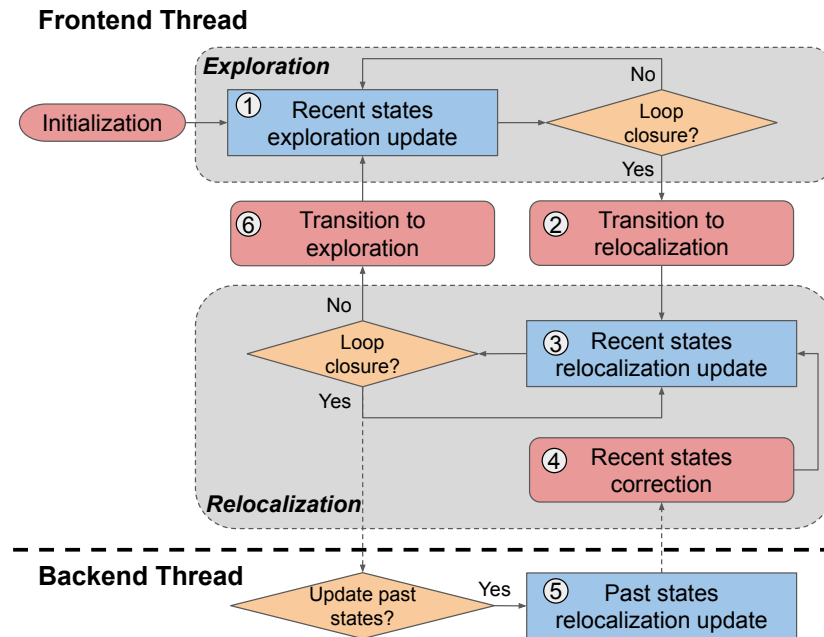 Frontend Thread
Exploration
No
Initialization
1
Recent states
exploration update
Loop
closure?
Yes
6
Transition to
exploration
2
Transition to
relocalization
No
Loop
closure?
Yes
3
Recent states
relocalization update
4
Recent states
correction
Relocalization
Backend Thread
Update past
states?
Yes
5
Past states
relocalization update